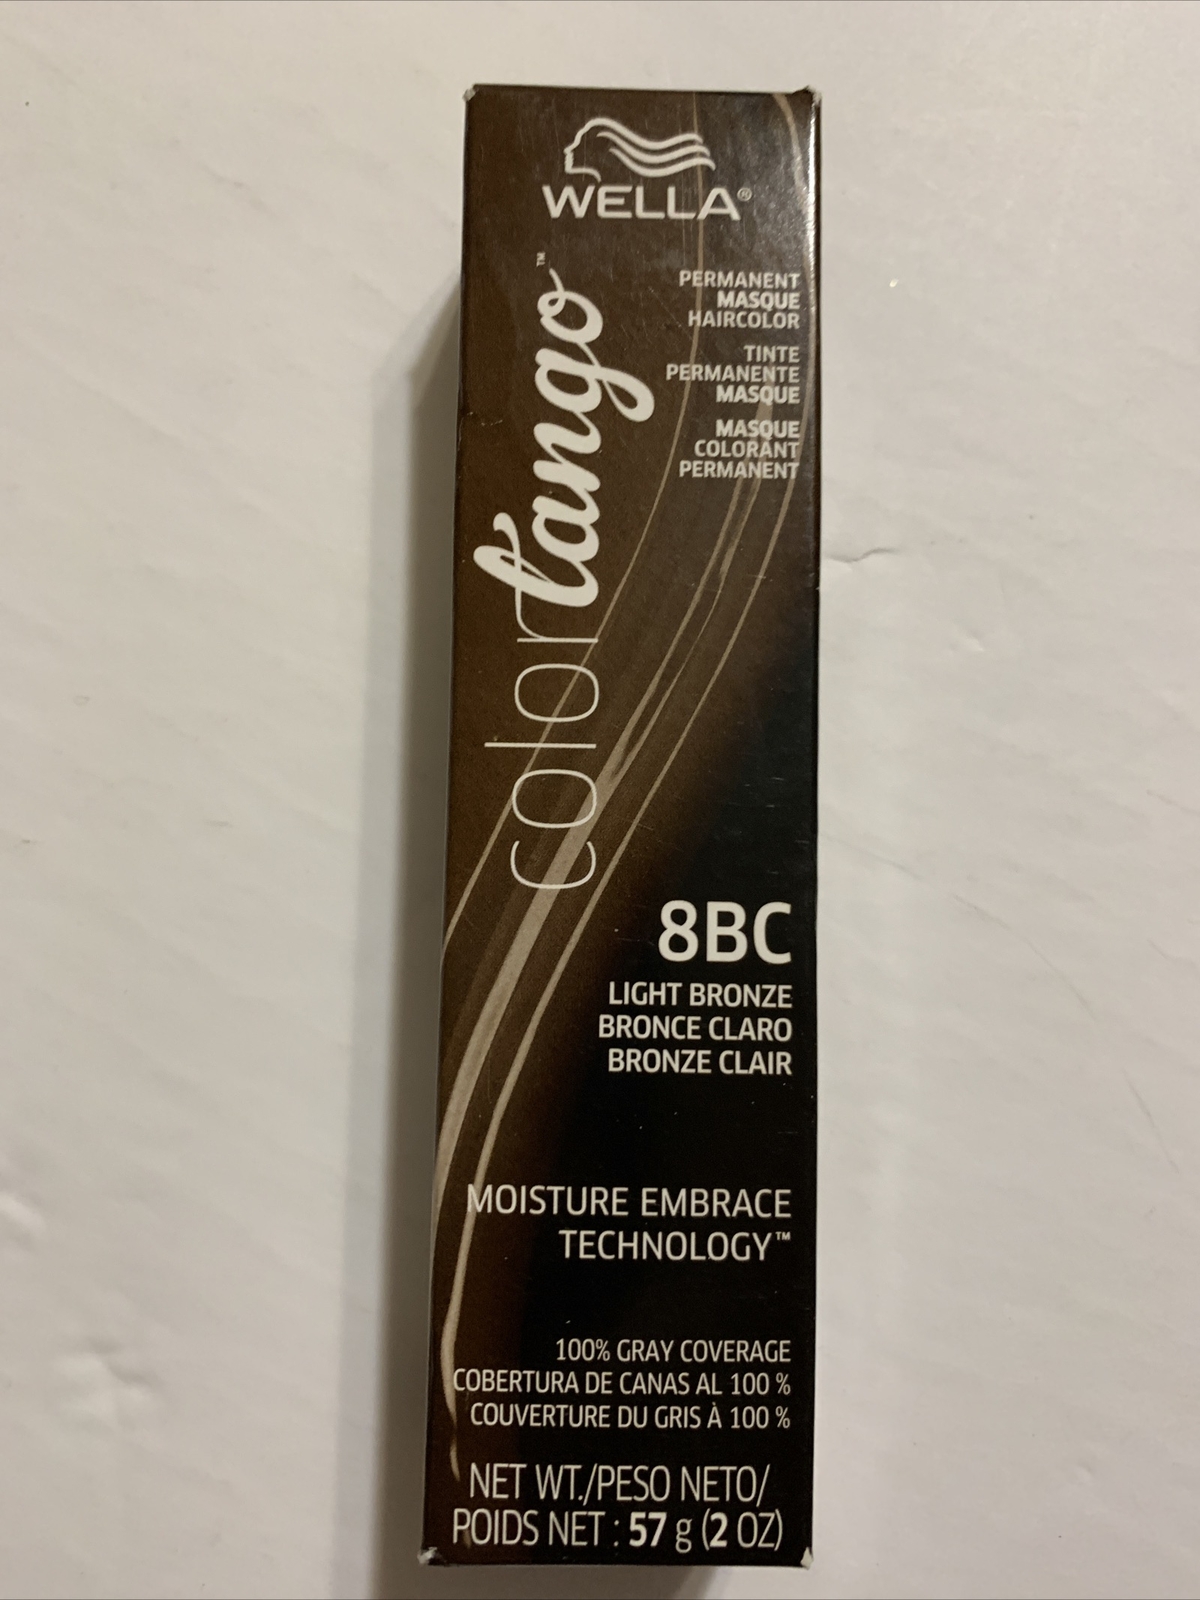 WELLA®
colortango™
PERMANENT
MASQUE
HAIRCOLOR
TINTE
PERMANENTE
MASQUE
MASQUE
COLORANT
PERMANENT
8BC
LIGHT BRONZE
BRONCE CLARO
BRONZE CLAIR
MOISTURE EMBRACE
TECHNOLOGY™
100% GRAY COVERAGE
COBERTURA DE CANAS AL 100 %
COUVERTURE DU GRIS À 100 %
NET WT./PESO NETO/
POIDS NET : 57 g (2 OZ)